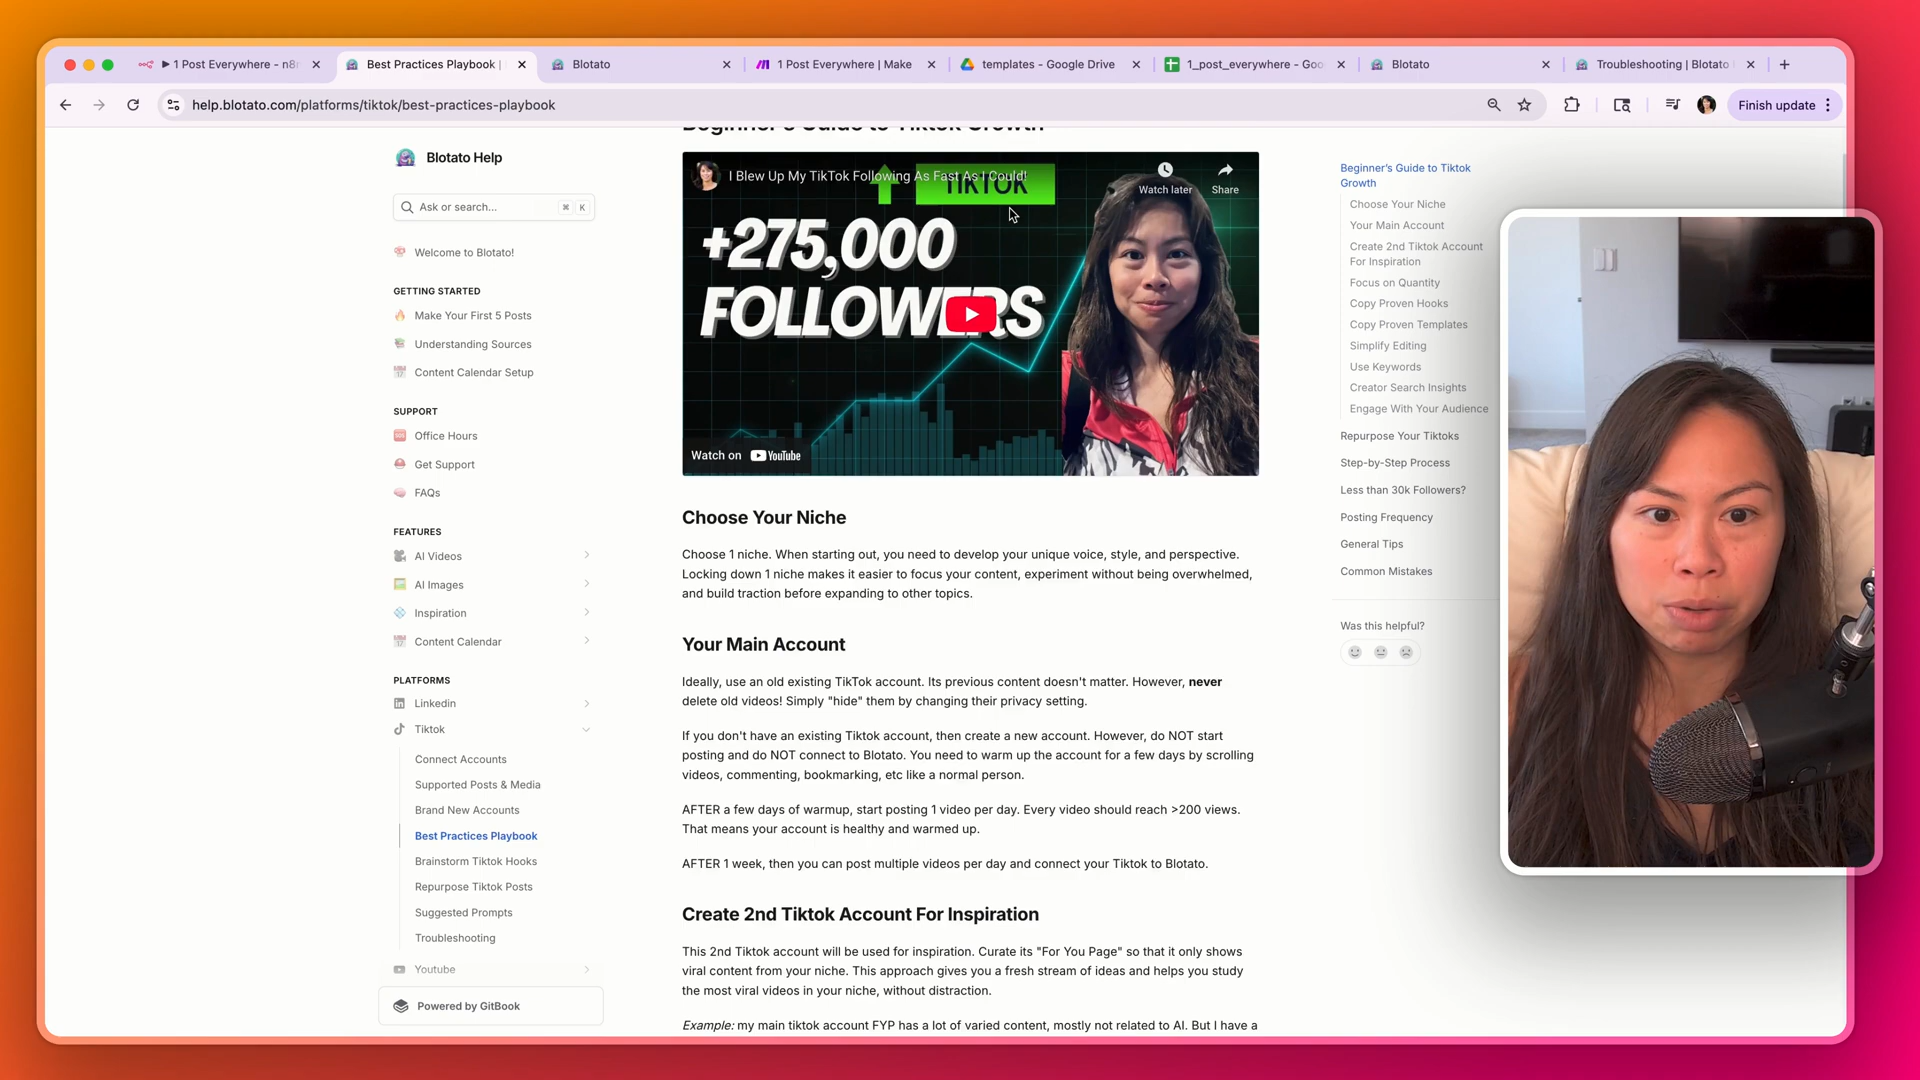 1 Post Everywhere - n8n
Best Practices Playbook |
Blotato
1 Post Everywhere | Make
templates - Google Drive
1_post_everywhere - Goo
Blotato
Troubleshooting | Blotato
help.blotato.com/platforms/tiktok/best-practices-playbook
Finish update
Blotato Help
Ask or search...
⌘ K
Welcome to Blotato!
GETTING STARTED
Make Your First 5 Posts
Understanding Sources
Content Calendar Setup
SUPPORT
Office Hours
Get Support
FAQs
FEATURES
AI Videos
AI Images
Inspiration
Content Calendar
PLATFORMS
Linkedin
Tiktok
Connect Accounts
Supported Posts & Media
Brand New Accounts
Best Practices Playbook
Brainstorm Tiktok Hooks
Repurpose Tiktok Posts
Suggested Prompts
Troubleshooting
Youtube
Powered by GitBook
Beginner's Guide to Tiktok Growth
I Blew Up My TikTok Following As Fast As I Could!
TIKTOK
Watch later
Share
+275,000
FOLLOWERS
Watch on YouTube
Choose Your Niche
Choose 1 niche. When starting out, you need to develop your unique voice, style, and perspective.
Locking down 1 niche makes it easier to focus your content, experiment without being overwhelmed,
and build traction before expanding to other topics.
Your Main Account
Ideally, use an old existing TikTok account. Its previous content doesn't matter. However, never
delete old videos! Simply "hide" them by changing their privacy setting.
If you don't have an existing Tiktok account, then create a new account. However, do NOT start
posting and do NOT connect to Blotato. You need to warm up the account for a few days by scrolling
videos, commenting, bookmarking, etc like a normal person.
AFTER a few days of warmup, start posting 1 video per day. Every video should reach >200 views.
That means your account is healthy and warmed up.
AFTER 1 week, then you can post multiple videos per day and connect your Tiktok to Blotato.
Create 2nd Tiktok Account For Inspiration
This 2nd Tiktok account will be used for inspiration. Curate its "For You Page" so that it only shows
viral content from your niche. This approach gives you a fresh stream of ideas and helps you study
the most viral videos in your niche, without distraction.
Example: my main tiktok account FYP has a lot of varied content, mostly not related to AI. But I have a
Beginner's Guide to Tiktok
Growth
Choose Your Niche
Your Main Account
Create 2nd Tiktok Account
For Inspiration
Focus on Quantity
Copy Proven Hooks
Copy Proven Templates
Simplify Editing
Use Keywords
Creator Search Insights
Engage With Your Audience
Repurpose Your Tiktoks
Step-by-Step Process
Less than 30k Followers?
Posting Frequency
General Tips
Common Mistakes
Was this helpful?